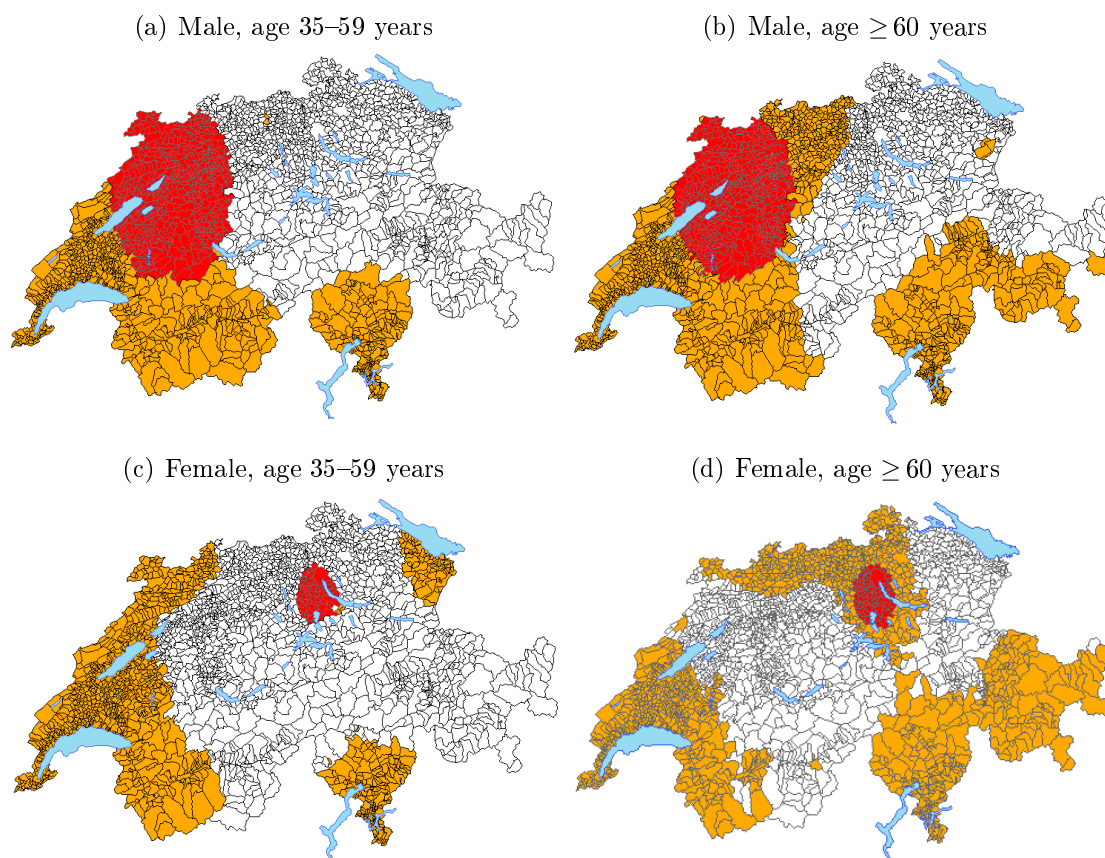 (a) Male, age 35–59 years
(b) Male, age ≥ 60 years
(c) Female, age 35–59 years
(d) Female, age ≥ 60 years